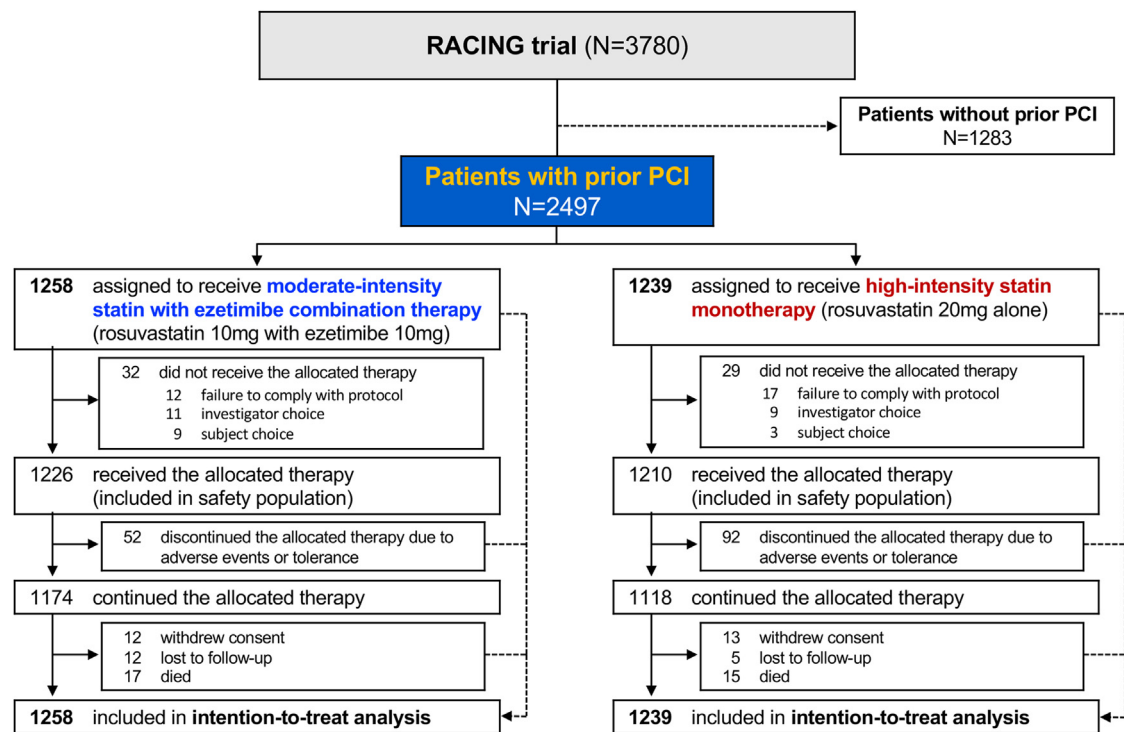 RACING trial (N=3780)
Patients without prior PCI
N=1283
Patients with prior PCI
N=2497
1258 assigned to receive moderate-intensity
statin with ezetimibe combination therapy
(rosuvastatin 10mg with ezetimibe 10mg)
32 did not receive the allocated therapy
12 failure to comply with protocol
11 investigator choice
9 subject choice
1226 received the allocated therapy
(included in safety population)
52 discontinued the allocated therapy due to
adverse events or tolerance
1174 continued the allocated therapy
12 withdrew consent
12 lost to follow-up
17 died
1258 included in intention-to-treat analysis
1239 assigned to receive high-intensity statin
monotherapy (rosuvastatin 20mg alone)
29 did not receive the allocated therapy
17 failure to comply with protocol
9 investigator choice
3 subject choice
1210 received the allocated therapy
(included in safety population)
92 discontinued the allocated therapy due to
adverse events or tolerance
1118 continued the allocated therapy
13 withdrew consent
5 lost to follow-up
15 died
1239 included in intention-to-treat analysis